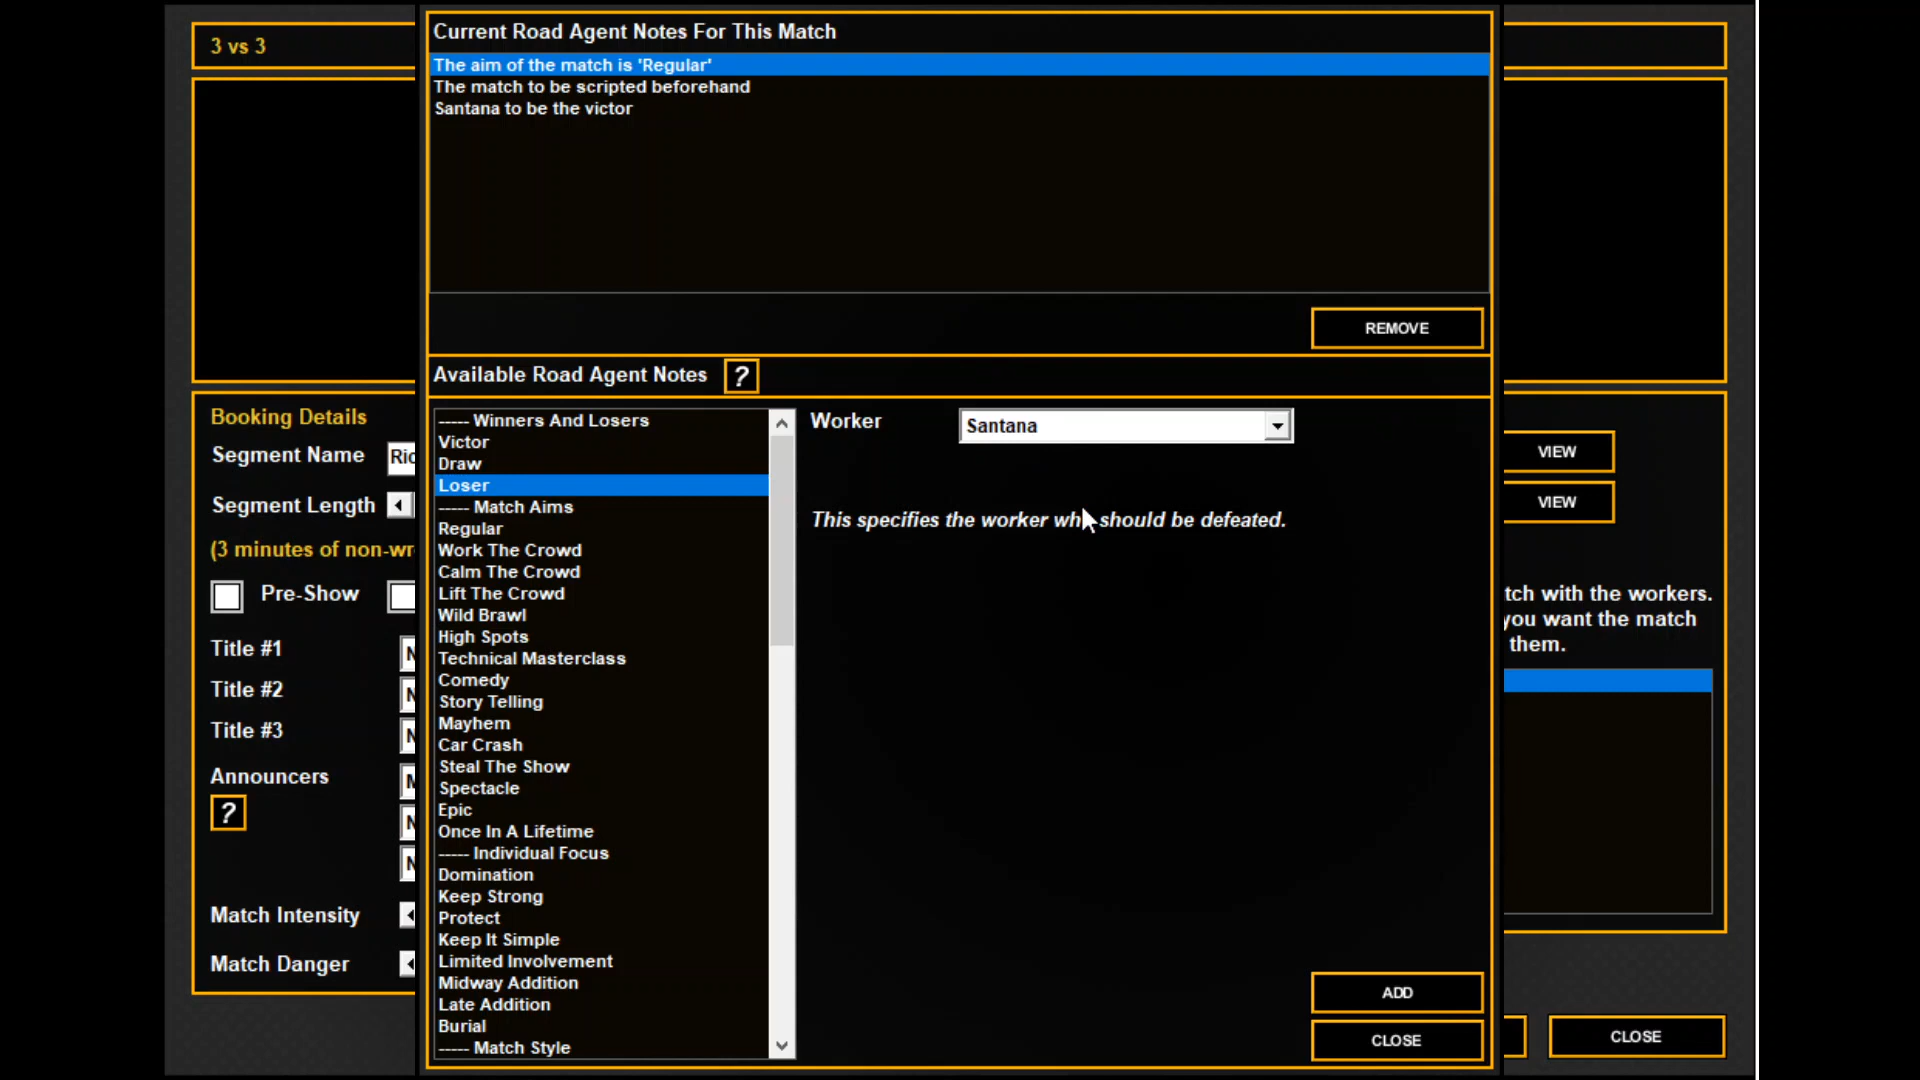 3 vs 3
Current Road Agent Notes For This Match
The aim of the match is 'Regular'
The match to be scripted beforehand
Santana to be the victor
REMOVE
Available Road Agent Notes
?
----- Winners And Losers
Victor
Draw
Loser
----- Match Aims
Regular
Work The Crowd
Calm The Crowd
Lift The Crowd
Wild Brawl
High Spots
Technical Masterclass
Comedy
Story Telling
Mayhem
Car Crash
Steal The Show
Spectacle
Epic
Once In A Lifetime
----- Individual Focus
Domination
Keep Strong
Protect
Keep It Simple
Limited Involvement
Midway Addition
Late Addition
Burial
----- Match Style
Worker
Santana
This specifies the worker should be defeated.
ADD
CLOSE
Booking Details
Segment Name
Segment Length
(3 minutes of
Pre-Show
Title #1
Title #2
Title #3
Announcers
?
Match Intensity
Match Danger
VIEW
VIEW
with the workers.
you want the match
them.
CLOSE